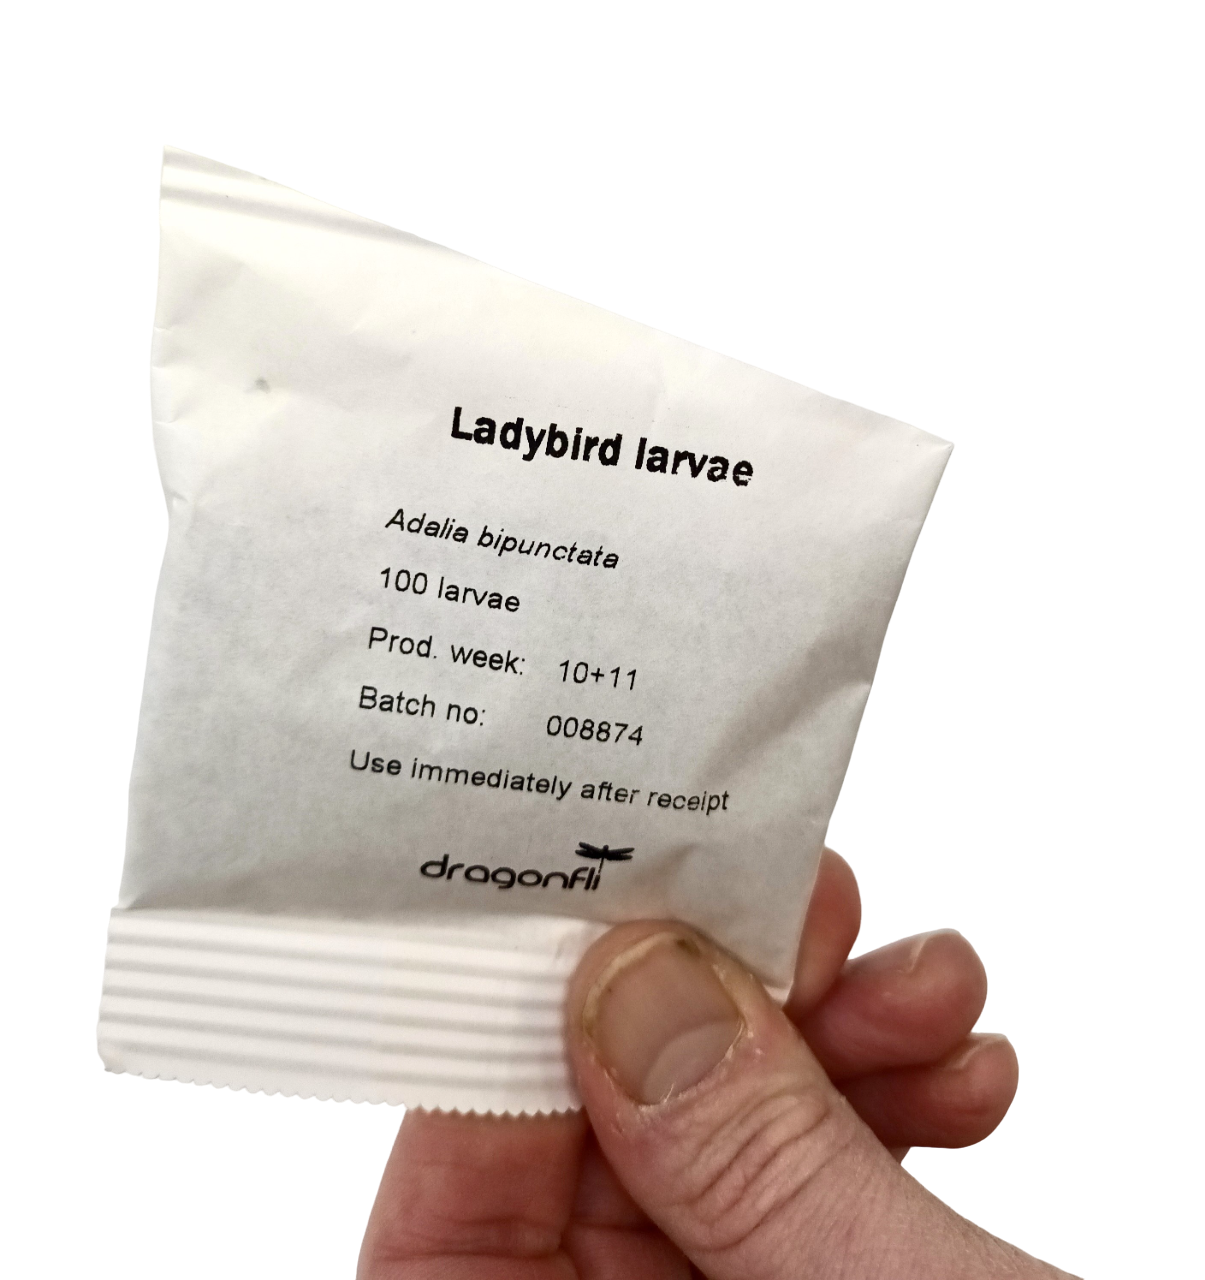 Ladybird larvae
Adalia bipunctata
100 larvae
Prod. week: 10+11
Batch no: 008874
Use immediately after receipt
dragonfli